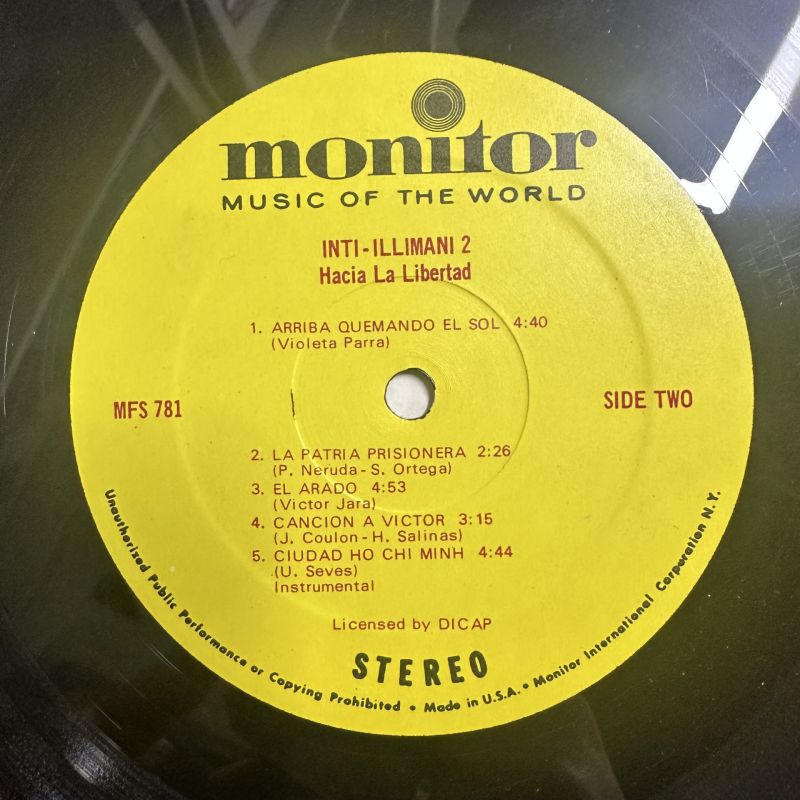 monitor
MUSIC OF THE WORLD
INTI-ILLIMANI 2
Hacia La Libertad
1. ARRIBA QUEMANDO EL SOL 4:40
(Violeta Parra)
MFS 781
SIDE TWO
2. LA PATRIA PRISIONERA 2:26
(P. Neruda-S. Ortega)
3. EL ARADO 4:53
(Victor Jara)
4. CANCION A VICTOR 3:15
(J. Coulon-H. Salinas)
5. CIUDAD HO CHI MINH 4:44
(U. Seves)
Instrumental
Licensed by DICAP
STEREO
Unauthorized Public Performance or Copying Prohibited • Made in U.S.A. • Monitor International Corporation N.Y.